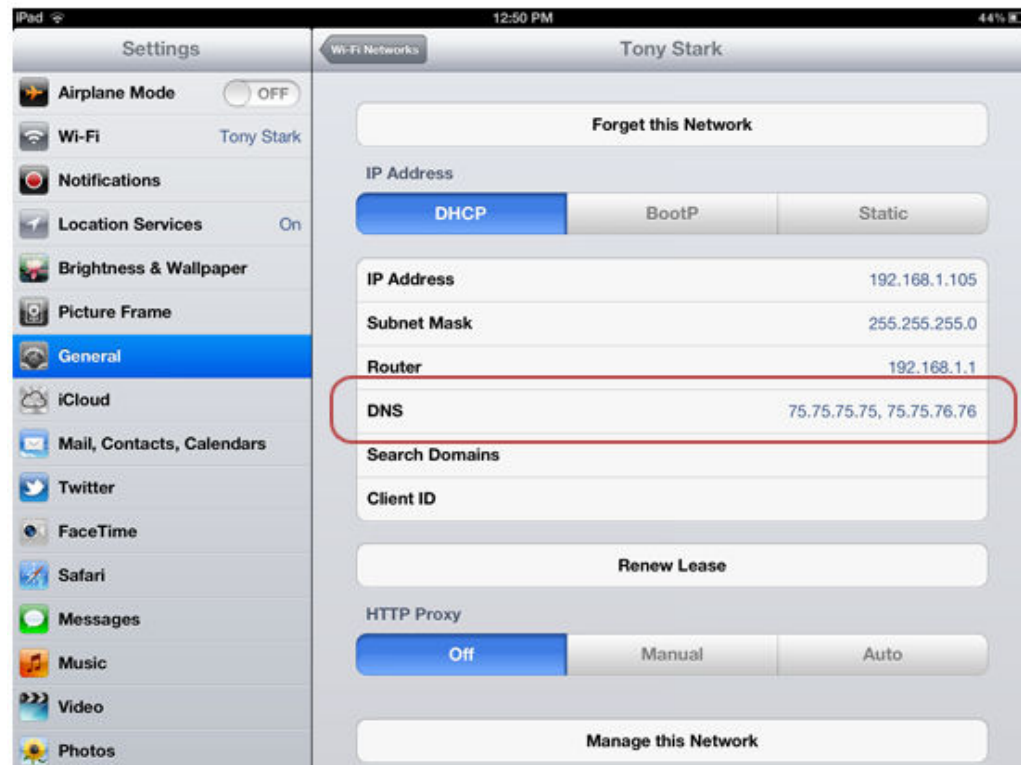 iPad 12:50 PM 44%
Settings
Wi-Fi Networks
Tony Stark
Airplane Mode OFF
Wi-Fi Tony Stark
Notifications
Location Services On
Brightness & Wallpaper
Picture Frame
General
iCloud
Mail, Contacts, Calendars
Twitter
FaceTime
Safari
Messages
Music
Video
Photos
Forget this Network
IP Address
DHCP BootP Static
IP Address 192.168.1.105
Subnet Mask 255.255.255.0
Router 192.168.1.1
DNS 75.75.75.75, 75.75.76.76
Search Domains
Client ID
Renew Lease
HTTP Proxy
Off Manual Auto
Manage this Network